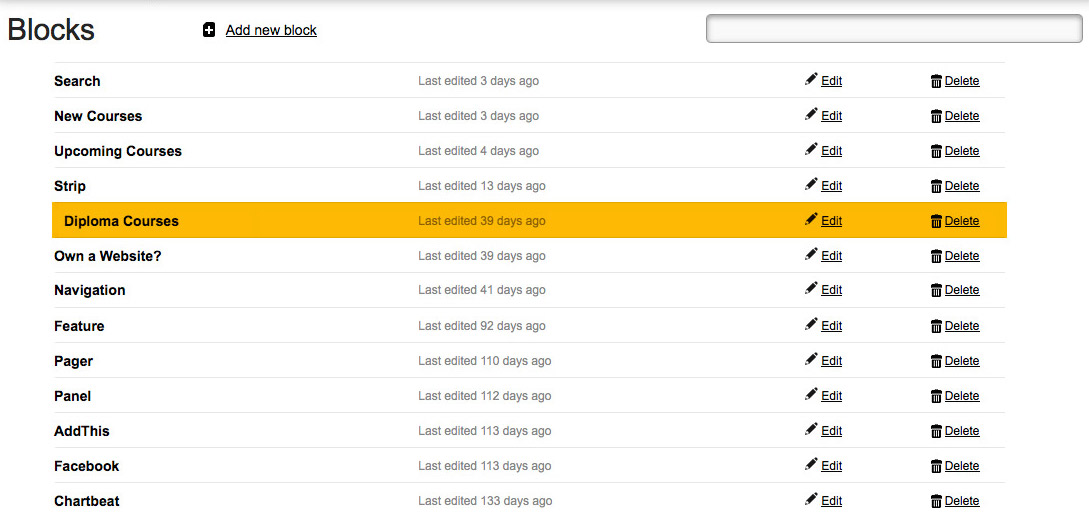 Blocks Add new block
Search Last edited 3 days ago Edit Delete
New Courses Last edited 3 days ago Edit Delete
Upcoming Courses Last edited 4 days ago Edit Delete
Strip Last edited 13 days ago Edit Delete
Diploma Courses Last edited 39 days ago Edit Delete
Own a Website? Last edited 39 days ago Edit Delete
Navigation Last edited 41 days ago Edit Delete
Feature Last edited 92 days ago Edit Delete
Pager Last edited 110 days ago Edit Delete
Panel Last edited 112 days ago Edit Delete
AddThis Last edited 113 days ago Edit Delete
Facebook Last edited 113 days ago Edit Delete
Chartbeat Last edited 133 days ago Edit Delete